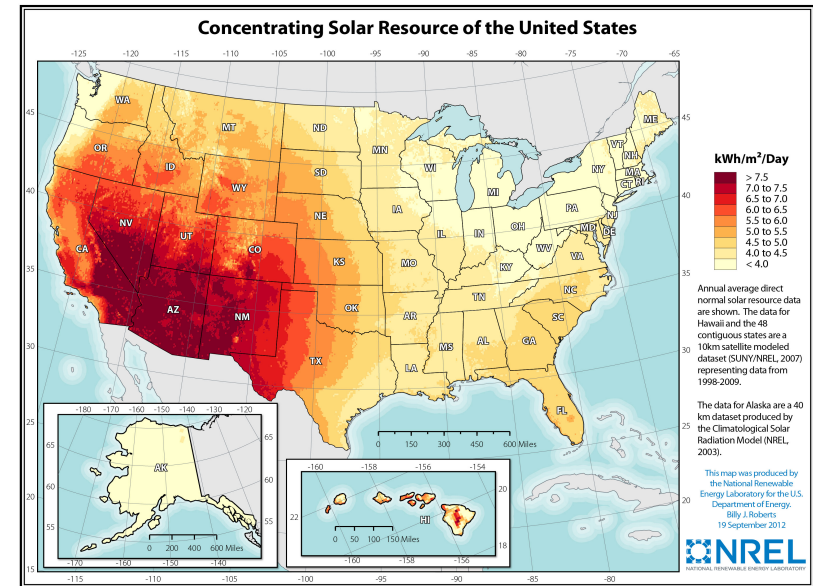 Concentrating Solar Resource of the United States
-125 -120 -115 -110 -105 -100 -95 -90 -85 -80 -75 -70 -65
45
40
35
30
25
20
15
45
40
35
30
25
20
-115 -110 -105 -100 -95 -90 -85 -80
WA
MT
ND
MN
ME
OR
ID
SD
WI
VT
NH
NY
MA
CT RI
WY
MI
NE
IA
PA
NJ
NV
UT
CO
IL
IN
OH
MD
DE
WV
CA
KS
MO
KY
VA
AZ
NM
OK
AR
TN
NC
SC
TX
LA
MS
AL
GA
FL
0 150 300 450 600 Miles
-180 -170 -160 -150 -140 -130 -120
65
60
55
65
60
55
AK
0 200 400 600 Miles
-170 -160 -150 -140
-160 -158 -156 -154
22
20
18
HI
0 50 100 150 Miles
-160 -158 -156
kWh/m²/Day
> 7.5
7.0 to 7.5
6.5 to 7.0
6.0 to 6.5
5.5 to 6.0
5.0 to 5.5
4.5 to 5.0
4.0 to 4.5
< 4.0
Annual average direct
normal solar resource data
are shown. The data for
Hawaii and the 48
contiguous states are a
10km satellite modeled
dataset (SUNY/NREL, 2007)
representing data from
1998-2009.
The data for Alaska are a 40
km dataset produced by
the Climatological Solar
Radiation Model (NREL,
2003).
This map was produced by
the National Renewable
Energy Laboratory for the U.S.
Department of Energy.
Billy J. Roberts
19 September 2012
NREL
NATIONAL RENEWABLE ENERGY LABORATORY